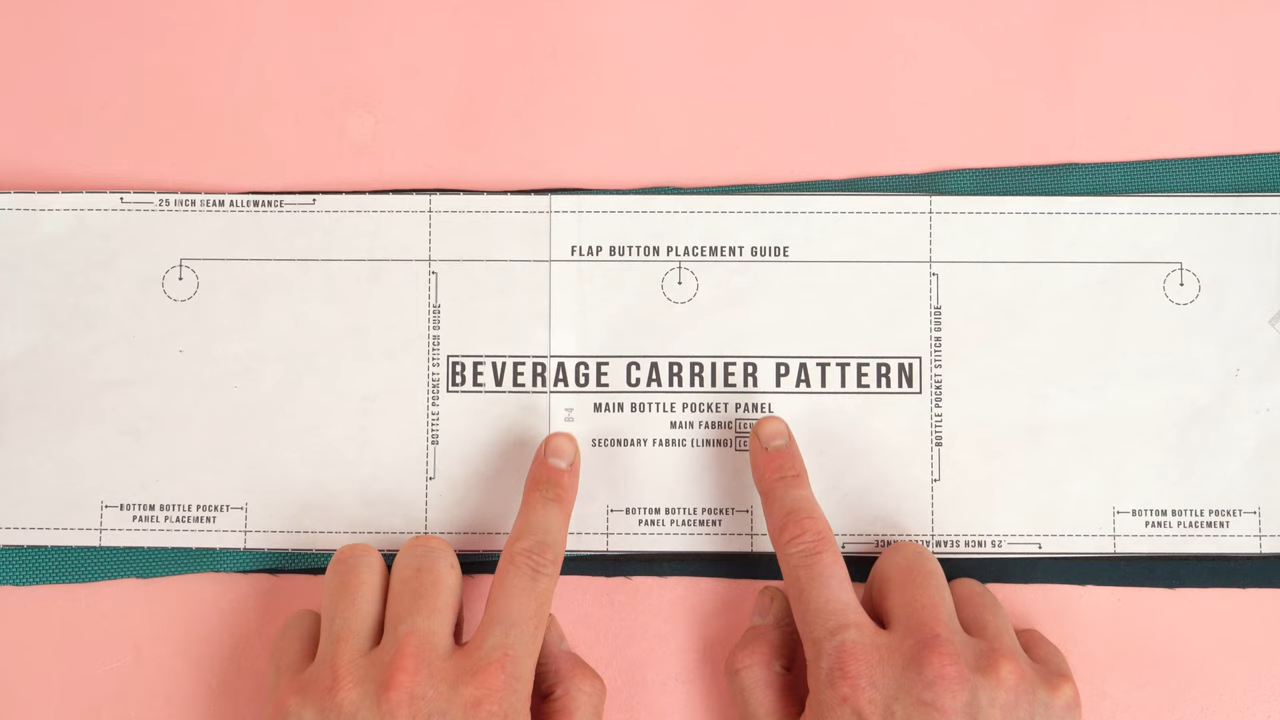 .25 INCH SEAM ALLOWANCE
FLAP BUTTON PLACEMENT GUIDE
BOTTLE POCKET STITCH GUIDE
BOTTLE POCKET STITCH GUIDE
BEVERAGE CARRIER PATTERN
MAIN BOTTLE POCKET PANEL
MAIN FABRIC
SECONDARY FABRIC (LINING)
BOTTOM BOTTLE POCKET
PANEL PLACEMENT
BOTTOM BOTTLE POCKET
PANEL PLACEMENT
BOTTOM BOTTLE POCKET
PANEL PLACEMENT
.25 INCH SEAM ALLOWANCE